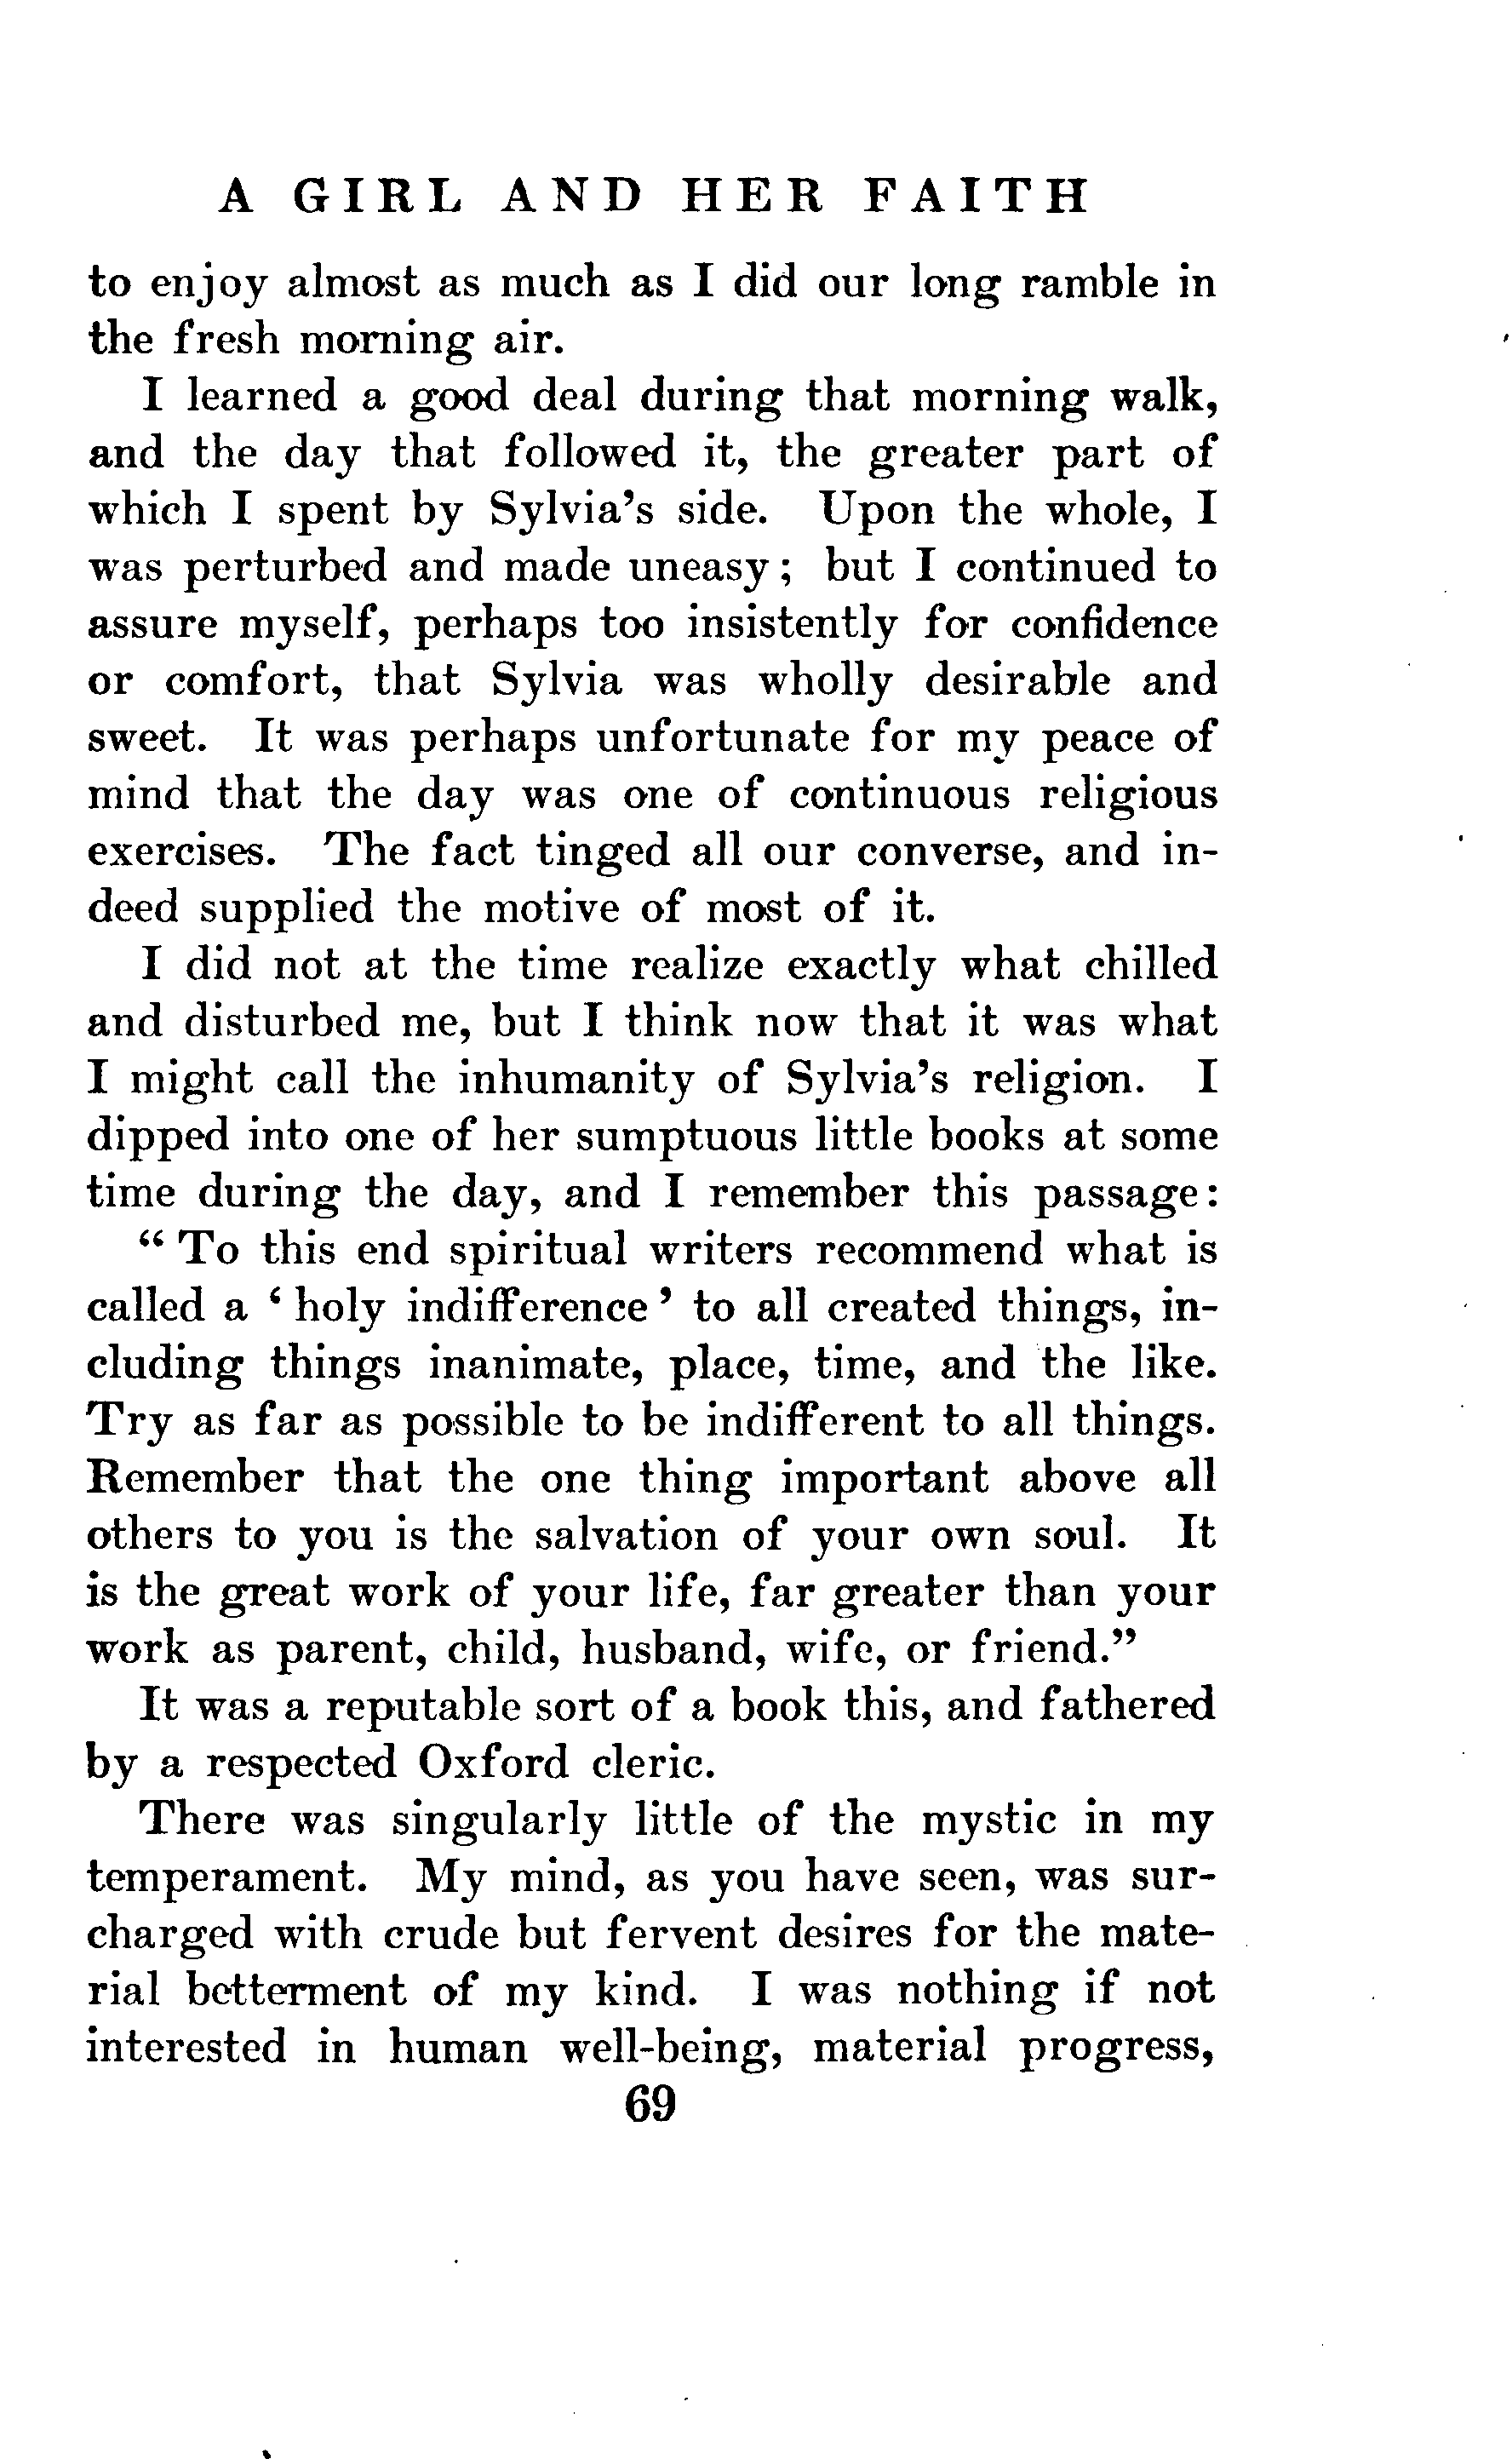 A GIRL AND HER FAITH
to enjoy almost as much as I did our long ramble in
the fresh morning air.
I learned a good deal during that morning walk,
and the day that followed it, the greater part of
which I spent by Sylvia's side. Upon the whole, I
was perturbed and made uneasy; but I continued to
assure myself, perhaps too insistently for confidence
or comfort, that Sylvia was wholly desirable and
sweet. It was perhaps unfortunate for my peace of
mind that the day was one of continuous religious
exercises. The fact tinged all our converse, and in-
deed supplied the motive of most of it.
I did not at the time realize exactly what chilled
and disturbed me, but I think now that it was what
I might call the inhumanity of Sylvia's religion. I
dipped into one of her sumptuous little books at some
time during the day, and I remember this passage:
"To this end spiritual writers recommend what is
called a 'holy indifference' to all created things, in-
cluding things inanimate, place, time, and the like.
Try as far as possible to be indifferent to all things.
Remember that the one thing important above all
others to you is the salvation of your own soul. It
is the great work of your life, far greater than your
work as parent, child, husband, wife, or friend."
It was a reputable sort of a book this, and fathered
by a respected Oxford cleric.
There was singularly little of the mystic in my
temperament. My mind, as you have seen, was sur-
charged with crude but fervent desires for the mate-
rial betterment of my kind. I was nothing if not
interested in human well-being, material progress,
69